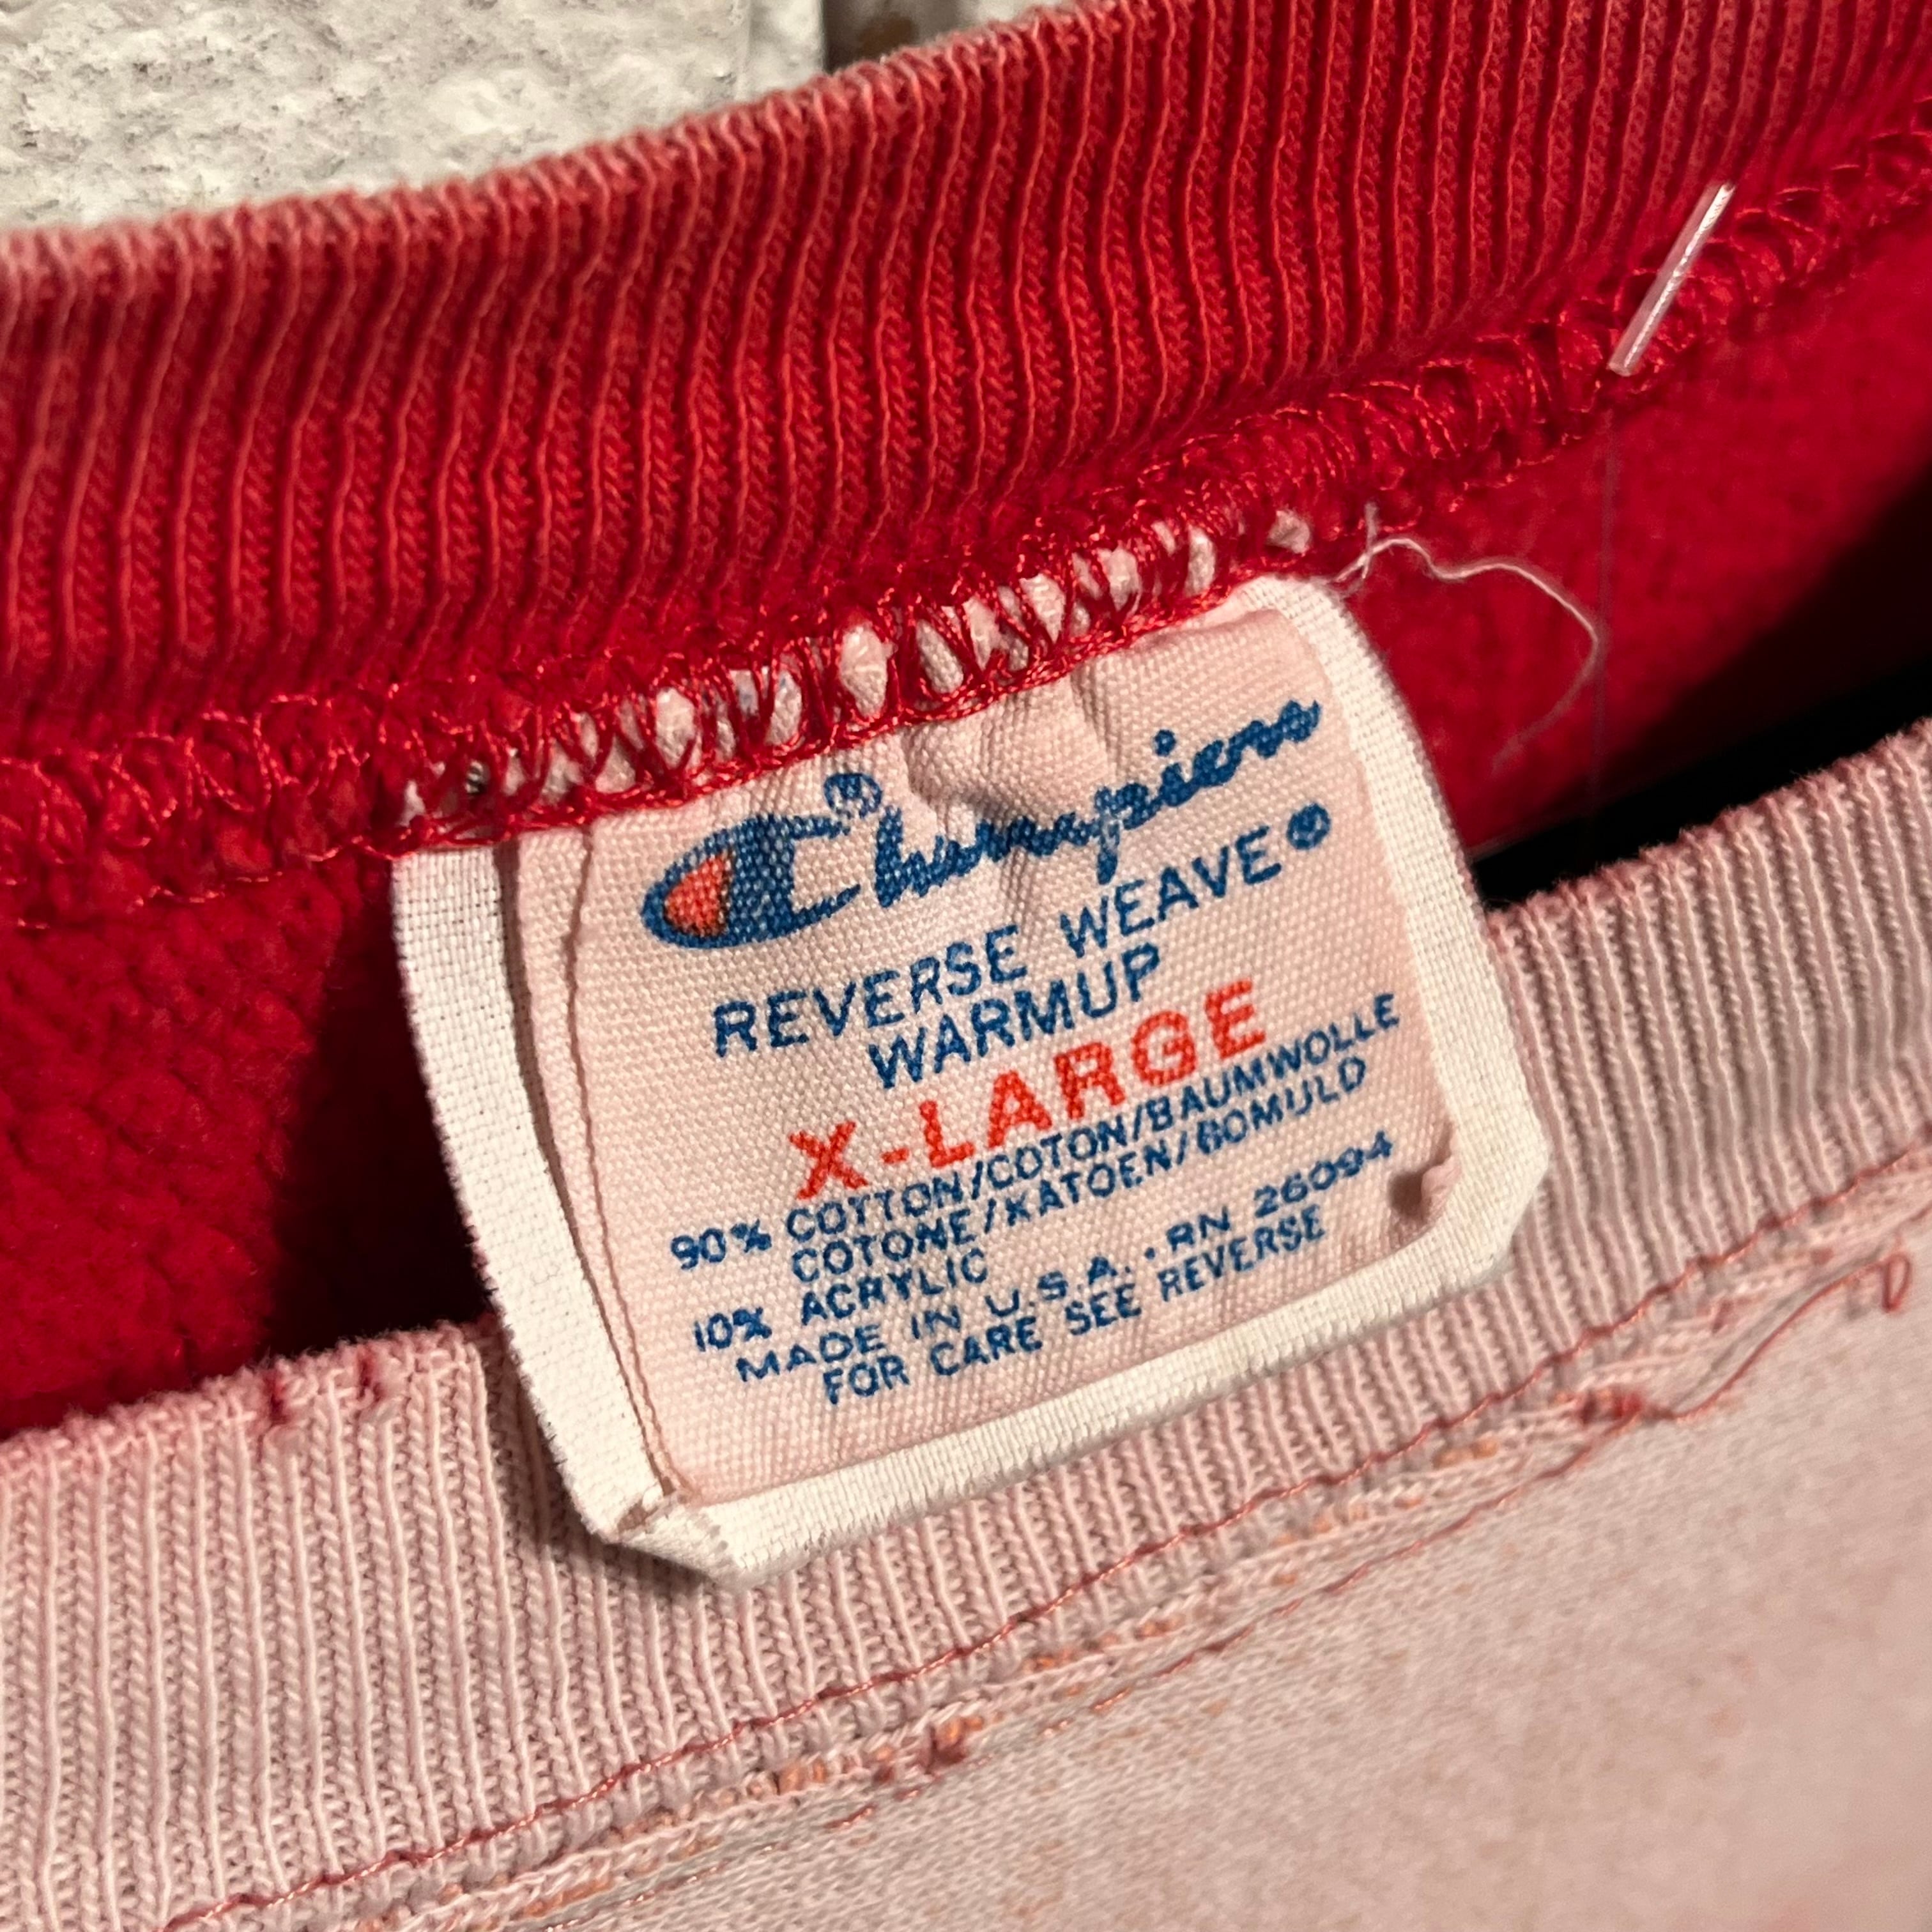 Champion®
REVERSE WEAVE®
WARMUP
X-LARGE
90% COTTON/COTON/BAUMWOLLE
COTONE/KATOEN/BOMULD
10% ACRYLIC
MADE IN U.S.A. • RN 26094
FOR CARE SEE REVERSE